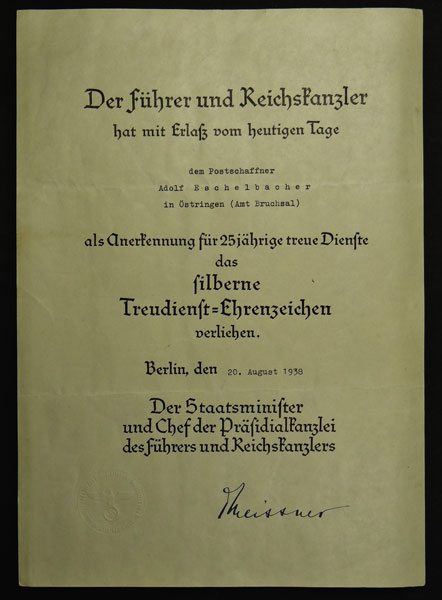 Der Führer und Reichskanzler
hat mit Erlaß vom heutigen Tage
dem Postschaffner
Adolf Eschelbacher
in Östringen (Amt Bruchsal)
als Anerkennung für 25jährige treue Dienste
das
silberne
Treudienst=Ehrenzeichen
verliehen.
Berlin, den 20. August 1938
Der Staatsminister
und Chef der Präsidialkanzlei
des Führers und Reichskanzlers
Meissner